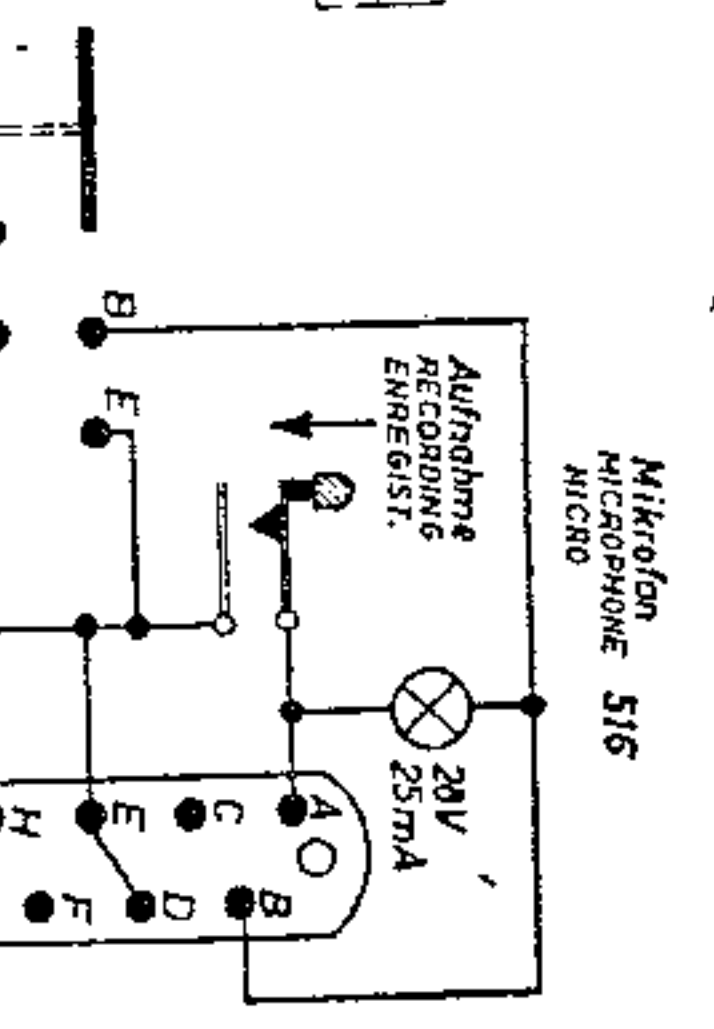 Mikrofon
MICROPHONE 516
MICRO
Aufnahme
RECORDING
ENREGIST.
20V
25mA
A
B
C
D
B
E
E
F
H